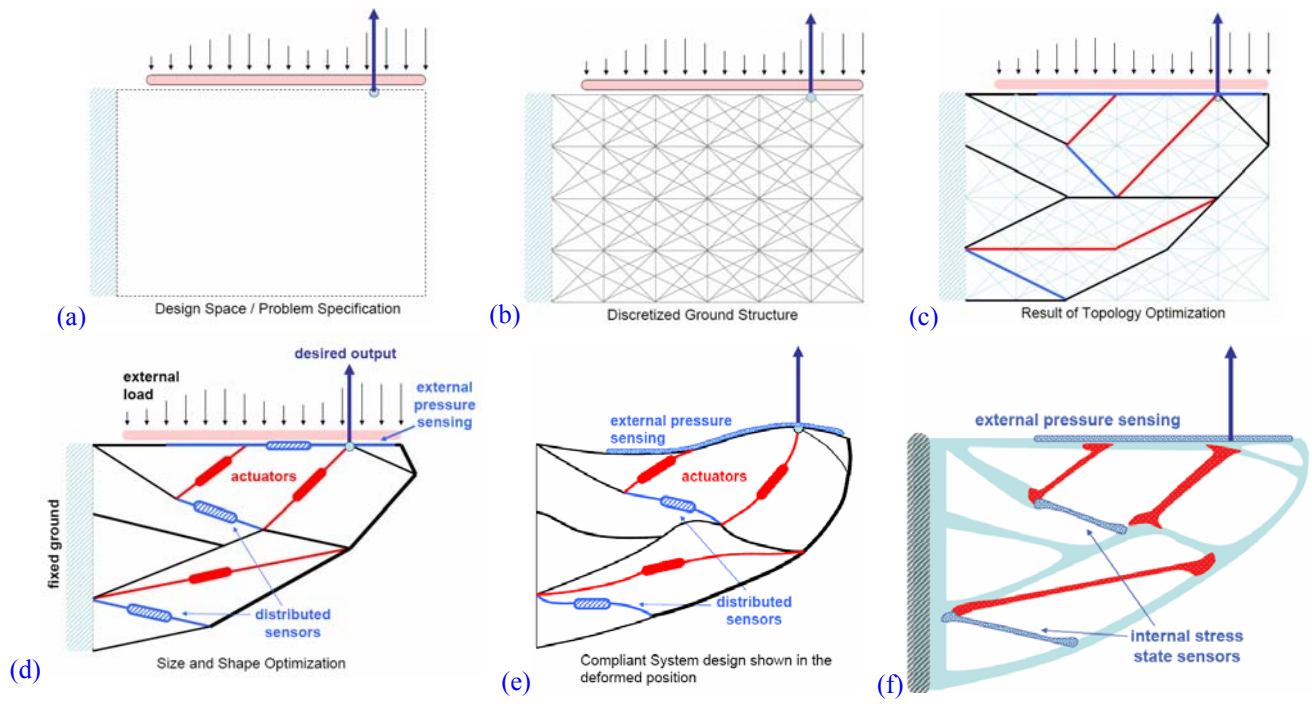 (a)
Design Space / Problem Specification
(b)
Discretized Ground Structure
(c)
Result of Topology Optimization
desired output
external
load
external
pressure
sensing
actuators
fixed ground
distributed
sensors
(d)
Size and Shape Optimization
external pressure
sensing
actuators
distributed
sensors
(e)
Compliant System design shown in the
deformed position
external pressure sensing
internal stress
state sensors
(f)